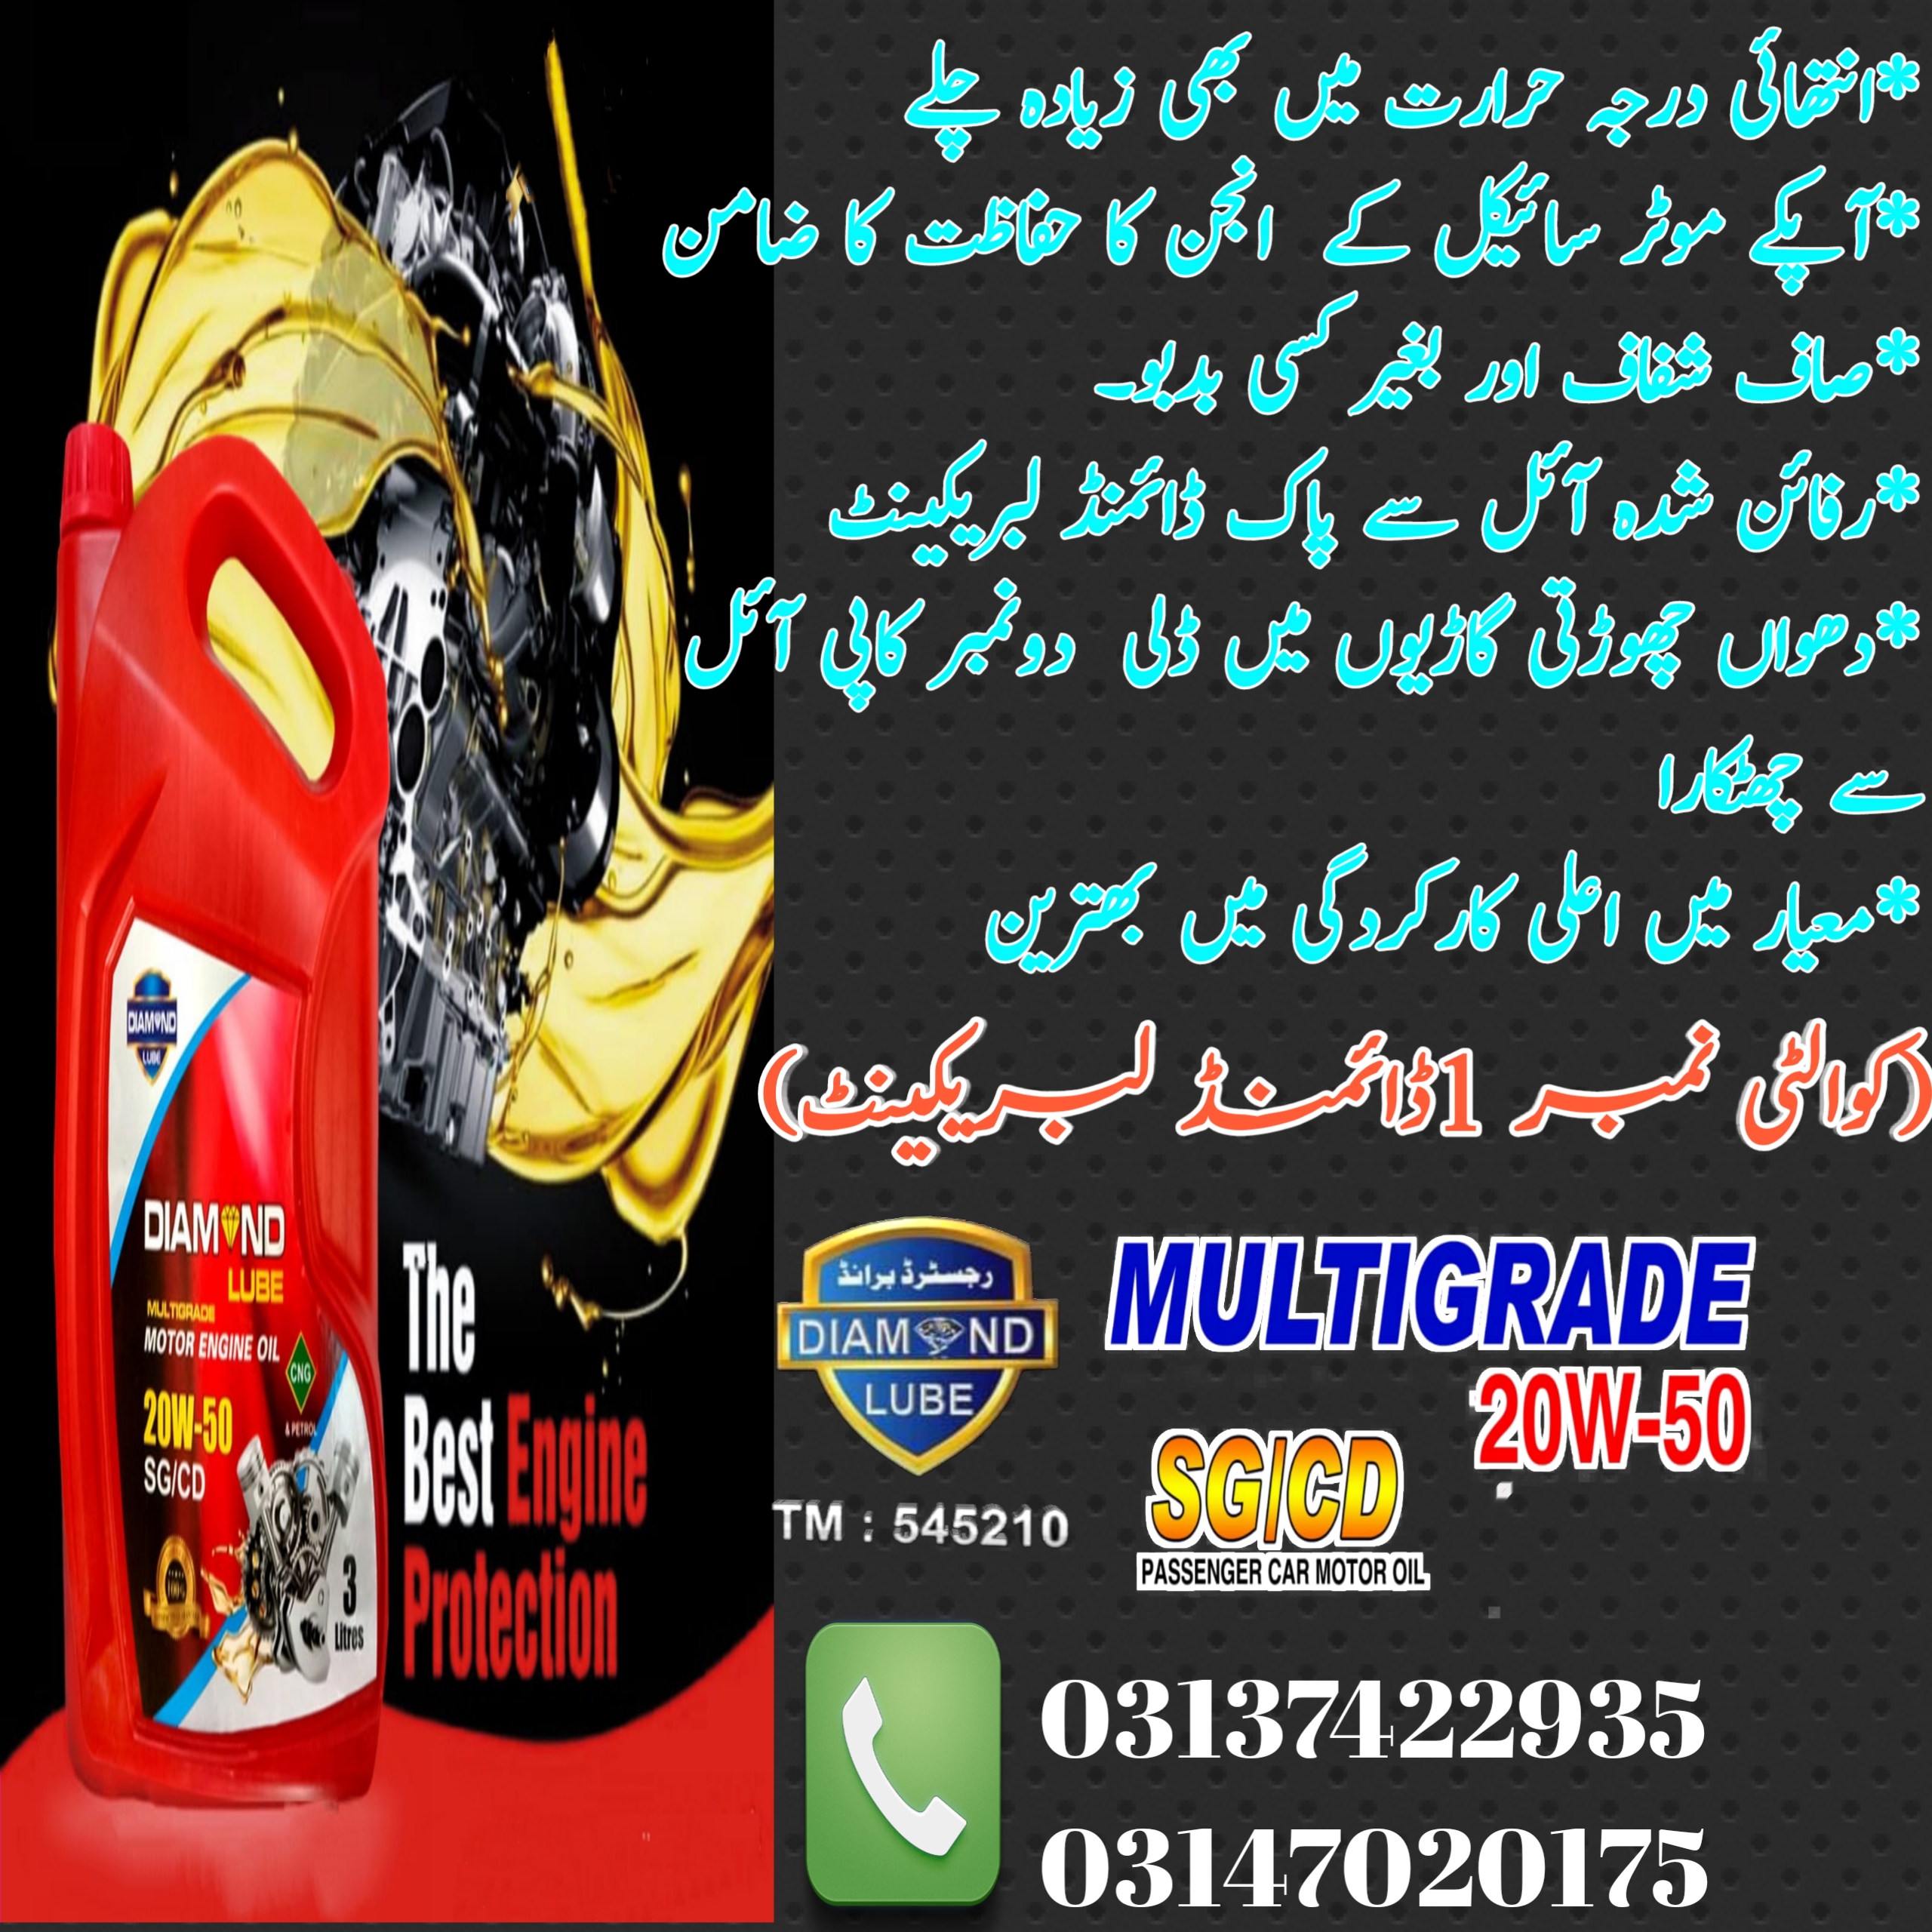 *انتھائی درجہ حرارت میں بھی زیادہ چلے
*آپکے موٹر سائیکل کے انجن کا حفاظت کا ضامن
*صاف شفاف اور بغیر کسی بدبو۔
*رفائن شدہ آئل سے پاک ڈائمنڈ لبریکینٹ
*دھواں چھوڑتی گاڑیوں میں ڈلی دونمبر کاپی آئل
سے چھٹکارا
*معیار میں اعلی کارکردگی میں بھترین
(کوالٹی نمبر 1ڈائمنڈ لبریکینٹ)
DIAMOND
LUBE
DIAMOND
LUBE
MULTIGRADE
MOTOR ENGINE OIL
CNG
& PETROL
20W-50
SG/CD
3
Litres
The
Best Engine
Protection
رجسٹرڈ برانڈ
DIAMOND
LUBE
TM : 545210
MULTIGRADE
20W-50
SG/CD
PASSENGER CAR MOTOR OIL
03137422935
03147020175